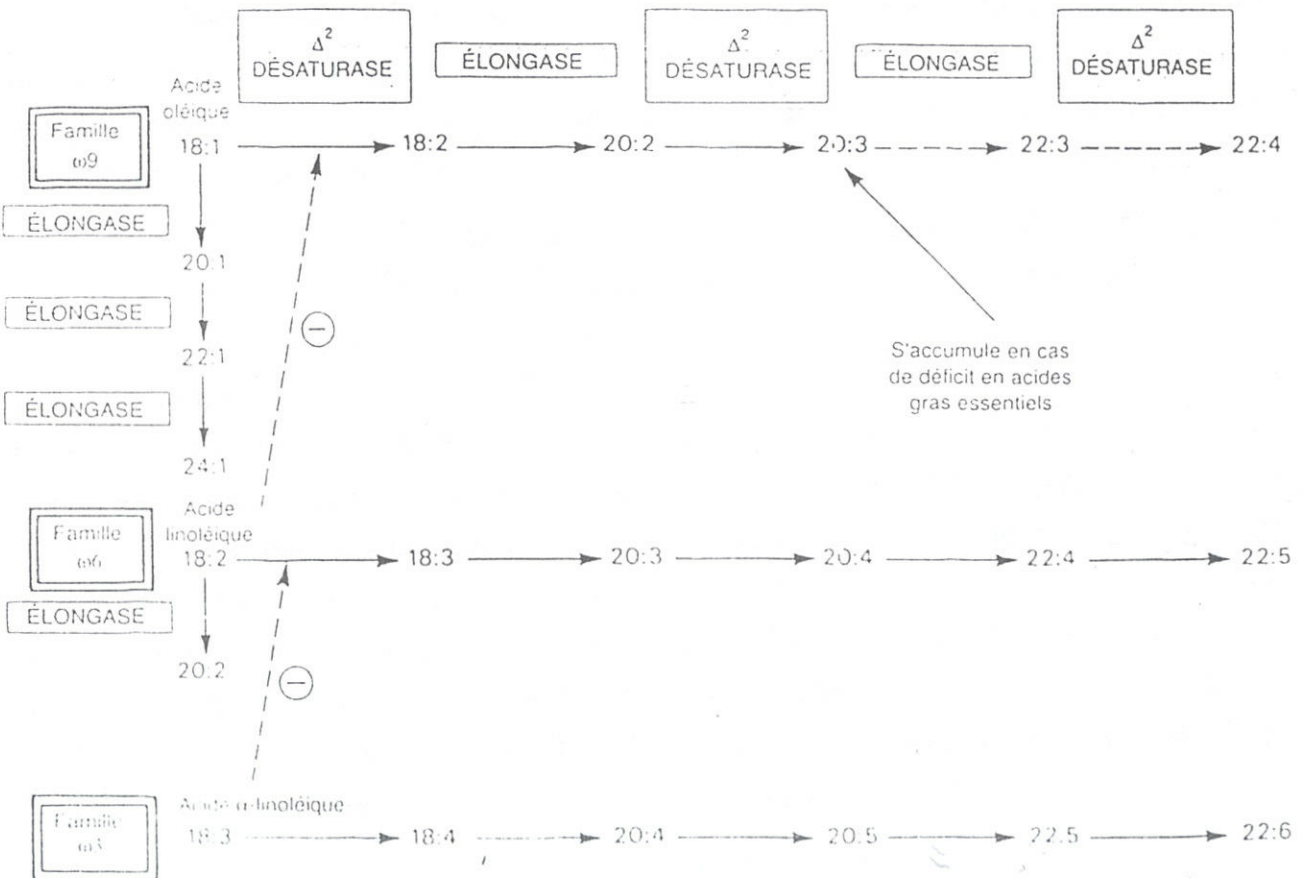 Δ² DÉSATURASE ÉLONGASE Δ² DÉSATURASE ÉLONGASE Δ² DÉSATURASE
Acide
oléique
Famille
ω9
18:1 18:2 20:2 20:3 22:3 22:4
ÉLONGASE
20:1
ÉLONGASE
22:1
S'accumule en cas
de déficit en acides
gras essentiels
ÉLONGASE
24:1
Acide
linoléique
Famille
ω6
18:2 18:3 20:3 20:4 22:4 22:5
ÉLONGASE
20:2
Acide α-linoléique
Famille
ω3
18:3 18:4 20:4 20:5 22:5 22:6